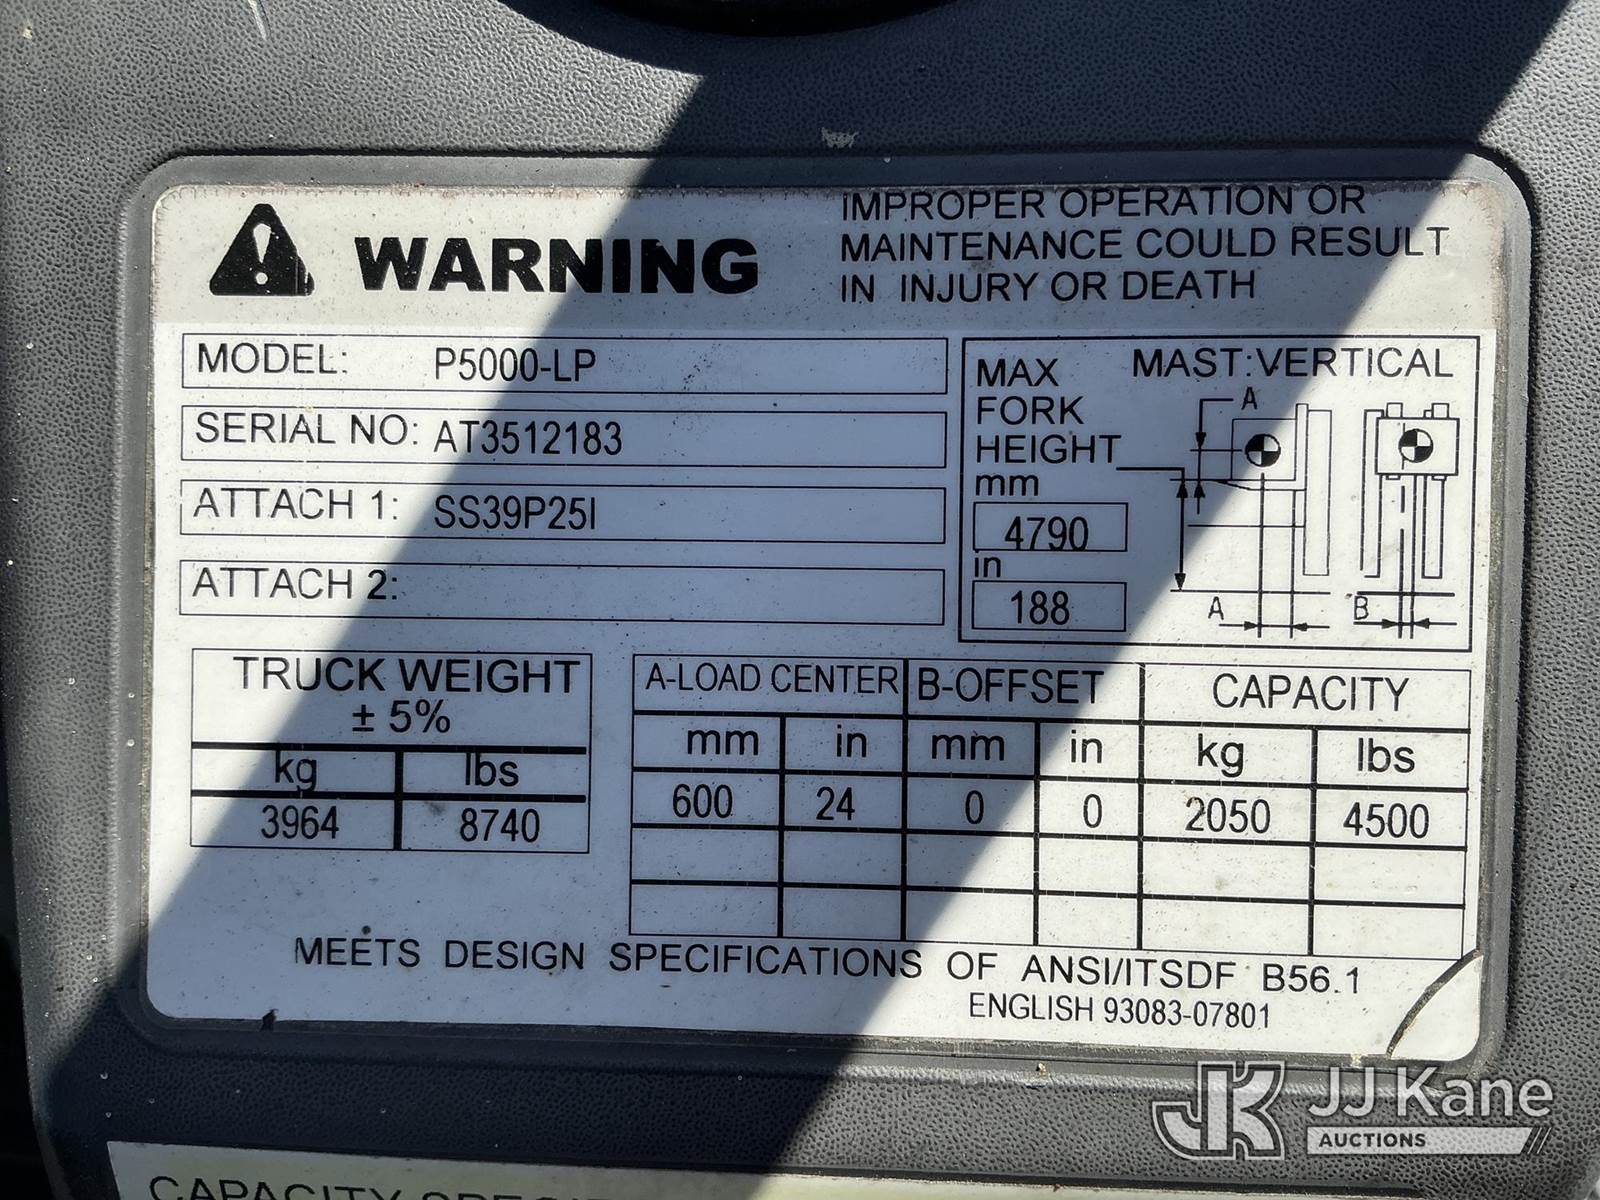 WARNING
IMPROPER OPERATION OR
MAINTENANCE COULD RESULT
IN INJURY OR DEATH
MODEL: P5000-LP
SERIAL NO: AT3512183
ATTACH 1: SS39P25I
ATTACH 2:
MAX
FORK
HEIGHT
mm
4790
in
188
MAST:VERTICAL
A
A
B
TRUCK WEIGHT
± 5%
kg lbs
3964 8740
A-LOAD CENTER B-OFFSET CAPACITY
mm in mm in kg lbs
600 24 0 0 2050 4500
MEETS DESIGN SPECIFICATIONS OF ANSI/ITSDF B56.1
ENGLISH 93083-07801
CAPACITY
JK JJ Kane
AUCTIONS